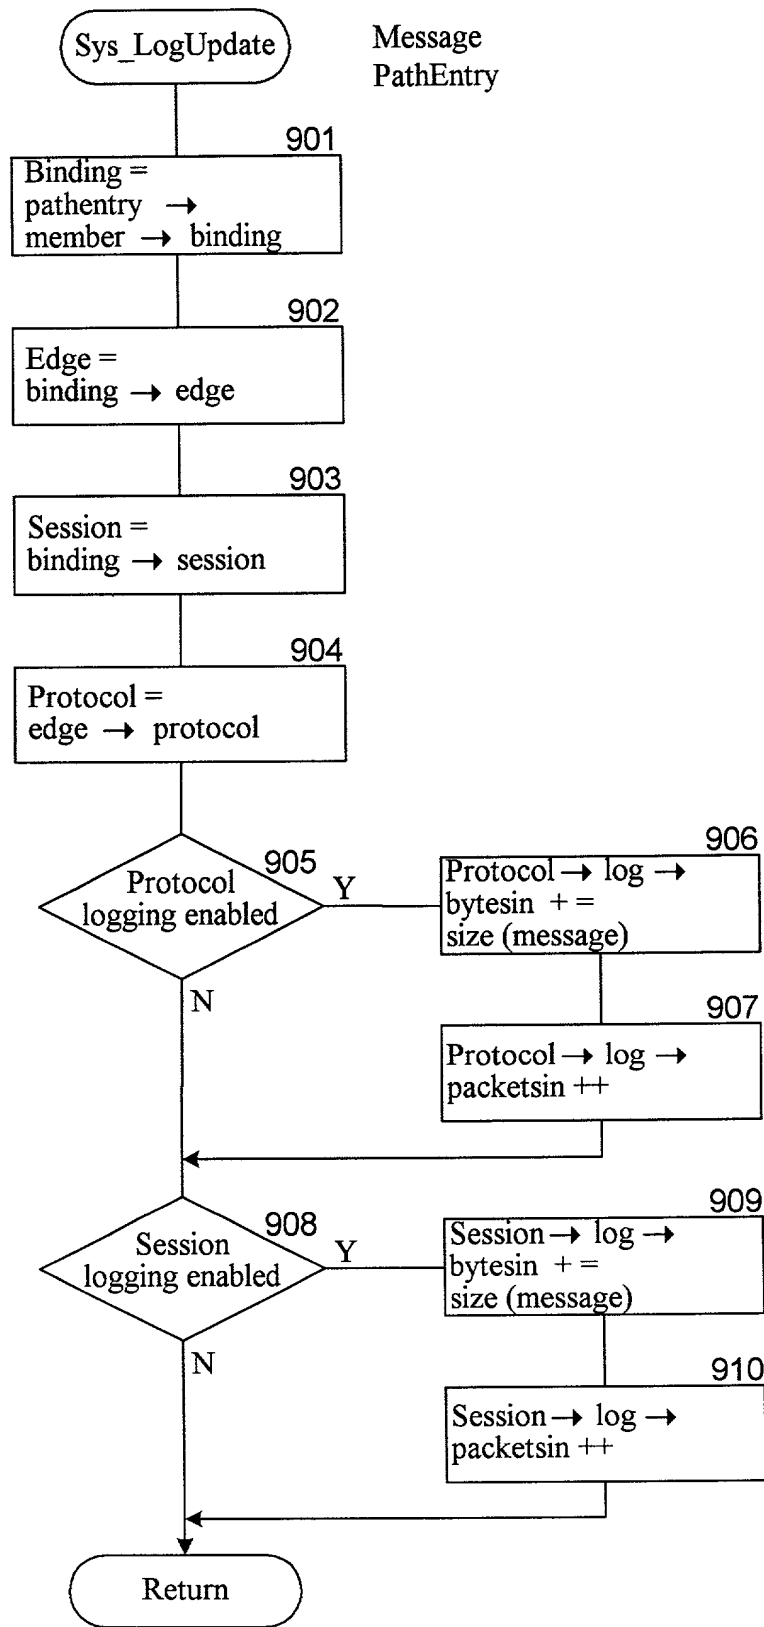 Sys_LogUpdate
Message
PathEntry
901
Binding =
pathentry →
member → binding
902
Edge =
binding → edge
903
Session =
binding → session
904
Protocol =
edge → protocol
905
Protocol
logging enabled
Y
N
906
Protocol → log →
bytesin + =
size (message)
907
Protocol → log →
packetsin ++
908
Session
logging enabled
Y
N
909
Session → log →
bytesin + =
size (message)
910
Session → log →
packetsin ++
Return